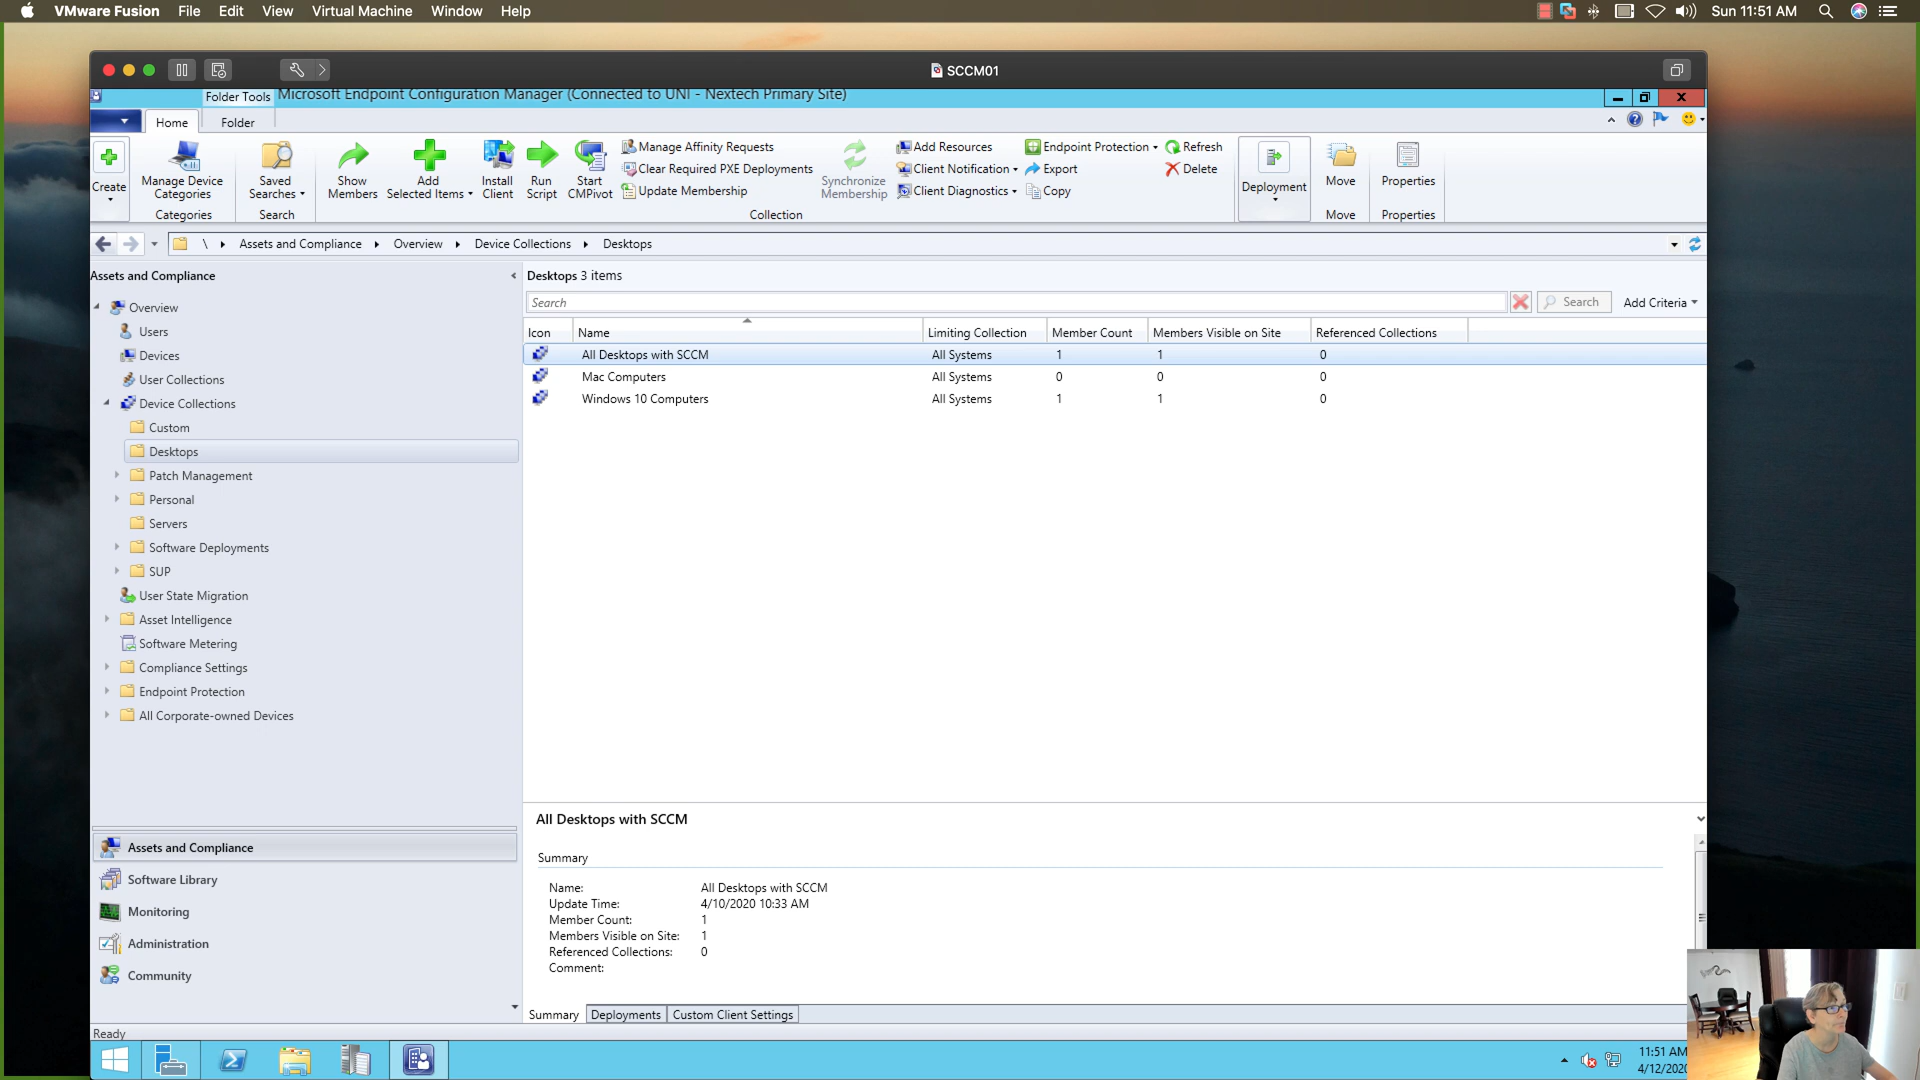 VMware Fusion File Edit View Virtual Machine Window Help Sun 11:51 AM
SCCM01
Folder Tools Microsoft Endpoint Configuration Manager (Connected to UNI - Nextech Primary Site)
Home Folder
Create
Manage Device Categories
Categories
Saved Searches
Search
Show Members
Add Selected Items
Install Client
Run Script
Start CMPivot
Manage Affinity Requests
Clear Required PXE Deployments
Update Membership
Synchronize Membership
Add Resources
Client Notification
Client Diagnostics
Endpoint Protection
Export
Copy
Refresh
Delete
Collection
Deployment
Move
Move
Properties
Properties
\ Assets and Compliance Overview Device Collections Desktops
Assets and Compliance
Overview
Users
Devices
User Collections
Device Collections
Custom
Desktops
Patch Management
Personal
Servers
Software Deployments
SUP
User State Migration
Asset Intelligence
Software Metering
Compliance Settings
Endpoint Protection
All Corporate-owned Devices
Assets and Compliance
Software Library
Monitoring
Administration
Community
Desktops 3 items
Search Search Add Criteria
Icon Name Limiting Collection Member Count Members Visible on Site Referenced Collections
All Desktops with SCCM All Systems 1 1 0
Mac Computers All Systems 0 0 0
Windows 10 Computers All Systems 1 1 0
All Desktops with SCCM
Summary
Name: All Desktops with SCCM
Update Time: 4/10/2020 10:33 AM
Member Count: 1
Members Visible on Site: 1
Referenced Collections: 0
Comment:
Summary Deployments Custom Client Settings
Ready
11:51 AM
4/12/2020